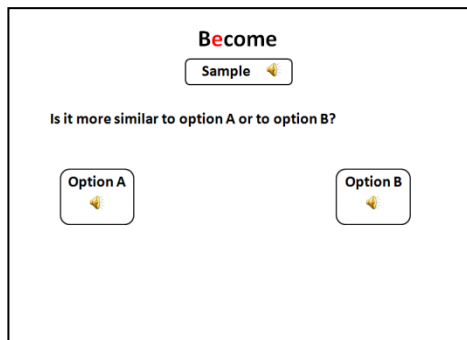 Become
Sample
Is it more similar to option A or to option B?
Option A
Option B